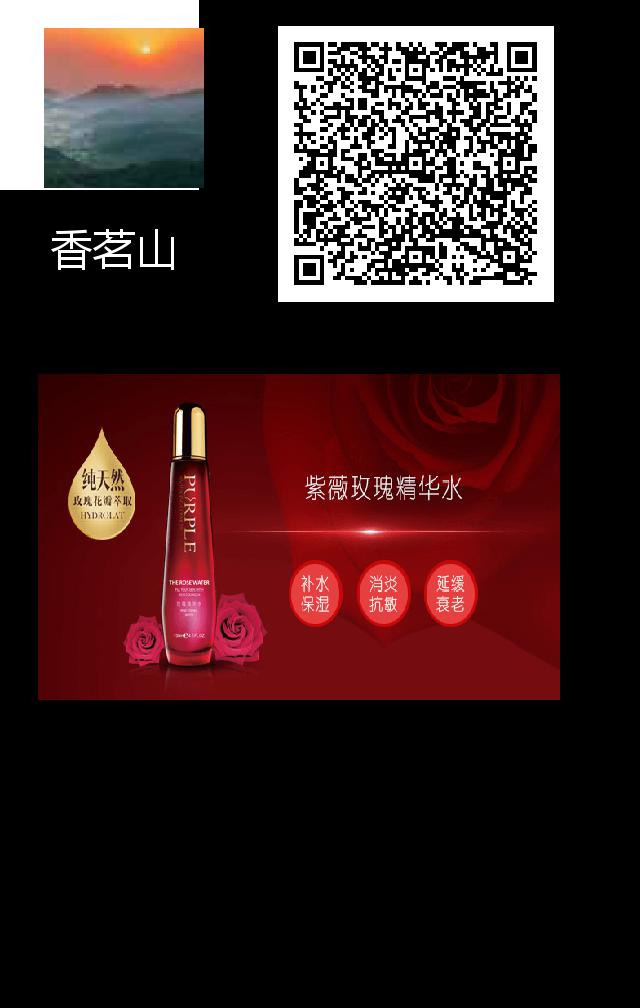 香茗山
纯天然
玫瑰花瓣萃取
HYDROLAT
PURPLE
THE ROSE WATER
紫薇玫瑰精华水
补水
保湿
消炎
抗敏
延缓
衰老